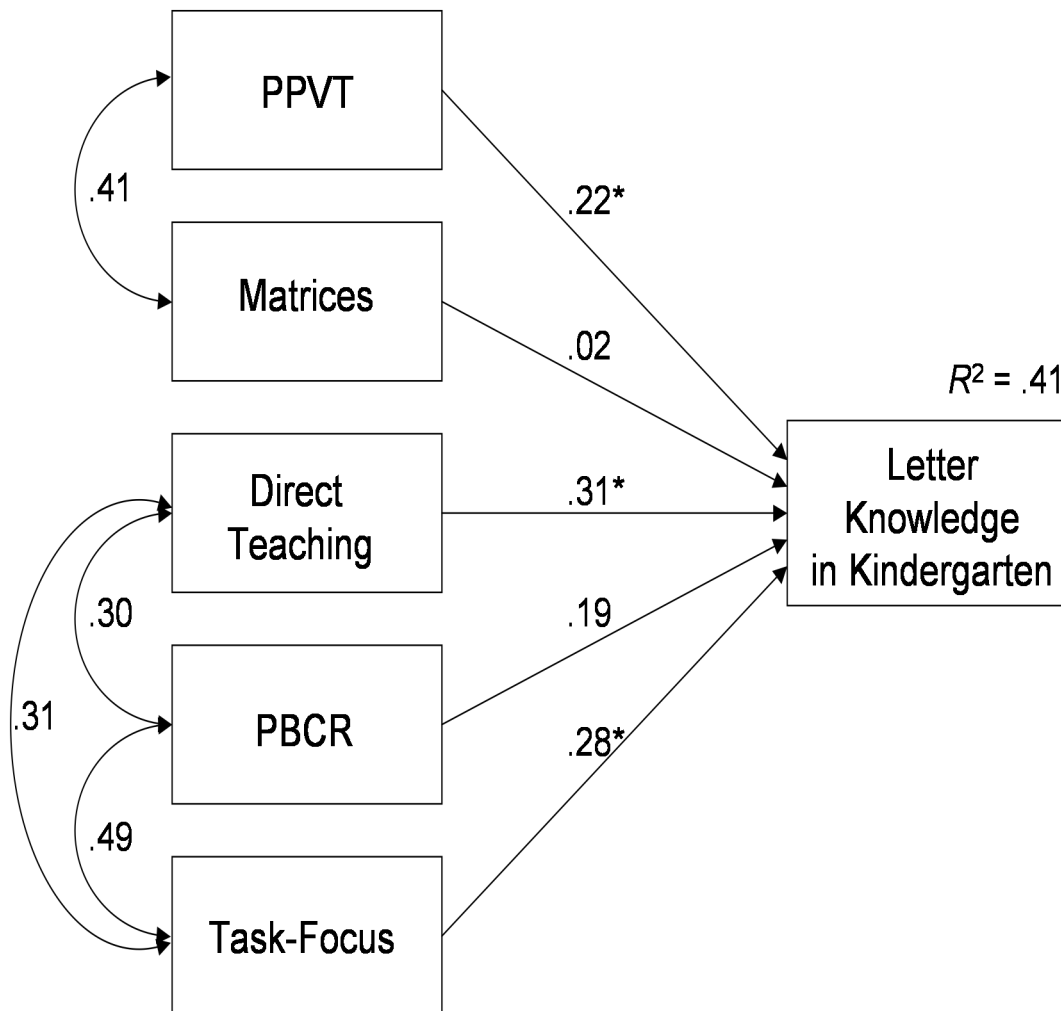 PPVT
.41
.22*
Matrices
.02
R² = .41
Direct
Teaching
.31*
Letter
Knowledge
in Kindergarten
.30
.19
.31
PBCR
.28*
.49
Task-Focus